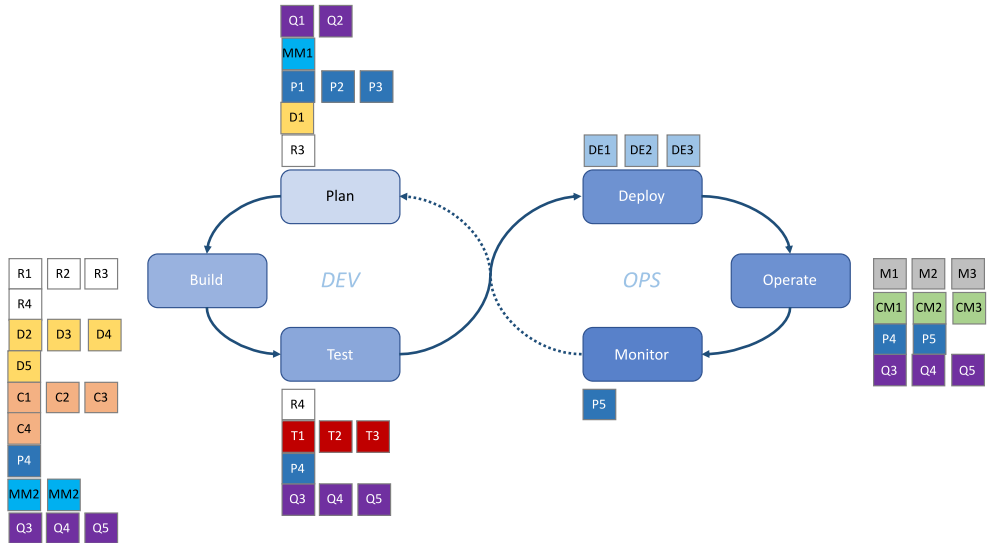 Q1 Q2
MM1
P1 P2 P3
D1
R3
DE1 DE2 DE3
Plan
Deploy
R1 R2 R3
R4
D2 D3 D4
D5
C1 C2 C3
C4
P4
MM2 MM2
Q3 Q4 Q5
Build
DEV
OPS
Operate
M1 M2 M3
CM1 CM2 CM3
P4 P5
Q3 Q4 Q5
Test
Monitor
R4
T1 T2 T3
P4
Q3 Q4 Q5
P5